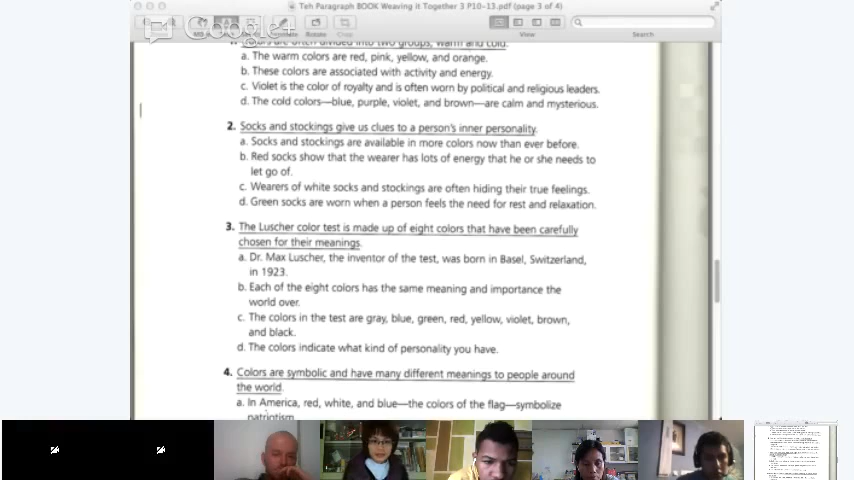 Teh Paragraph BOOK Weaving it Together 3 P10-13.pdf (page 3 of 4)
Google+
Rotate
Crop
View
Search
1. Colors are often divided into two groups, warm and cold.
a. The warm colors are red, pink, yellow, and orange.
b. These colors are associated with activity and energy.
c. Violet is the color of royalty and is often worn by political and religious leaders.
d. The cold colors—blue, purple, violet, and brown—are calm and mysterious.
2. Socks and stockings give us clues to a person's inner personality.
a. Socks and stockings are available in more colors now than ever before.
b. Red socks show that the wearer has lots of energy that he or she needs to
let go of.
c. Wearers of white socks and stockings are often hiding their true feelings.
d. Green socks are worn when a person feels the need for rest and relaxation.
3. The Luscher color test is made up of eight colors that have been carefully
chosen for their meanings.
a. Dr. Max Luscher, the inventor of the test, was born in Basel, Switzerland,
in 1923.
b. Each of the eight colors has the same meaning and importance the
world over.
c. The colors in the test are gray, blue, green, red, yellow, violet, brown,
and black.
d. The colors indicate what kind of personality you have.
4. Colors are symbolic and have many different meanings to people around
the world.
a. In America, red, white, and blue—the colors of the flag—symbolize
patriotism.